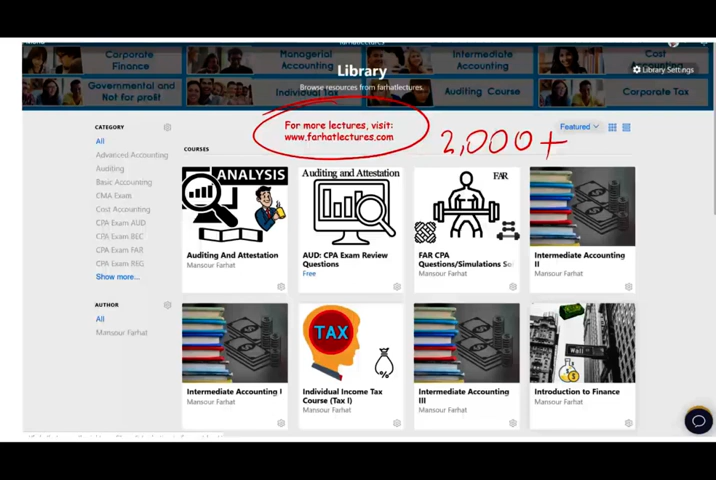 farhatlectures
Corporate Finance
Managerial Accounting
Intermediate Accounting
Cost Accounting
Library
Library Settings
Browse resources from farhatlectures.
Governmental and Not for profit
Individual Tax
Auditing Course
Corporate Tax
For more lectures, visit:
www.farhatlectures.com
2,000+
Featured
CATEGORY
All
Advanced Accounting
Auditing
Basic Accounting
CMA Exam
Cost Accounting
CPA Exam AUD
CPA Exam BEC
CPA Exam FAR
CPA Exam REG
Show more...
AUTHOR
All
Mansour Farhat
COURSES
ANALYSIS
Auditing And Attestation
Mansour Farhat
Auditing and Attestation
AUD: CPA Exam Review
Questions
Free
FAR
FAR CPA
Questions/Simulations So
Mansour Farhat
Intermediate Accounting
II
Mansour Farhat
Intermediate Accounting I
Mansour Farhat
TAX
Individual Income Tax
Course (Tax I)
Mansour Farhat
Intermediate Accounting
III
Mansour Farhat
Wall
Introduction to Finance
Mansour Farhat